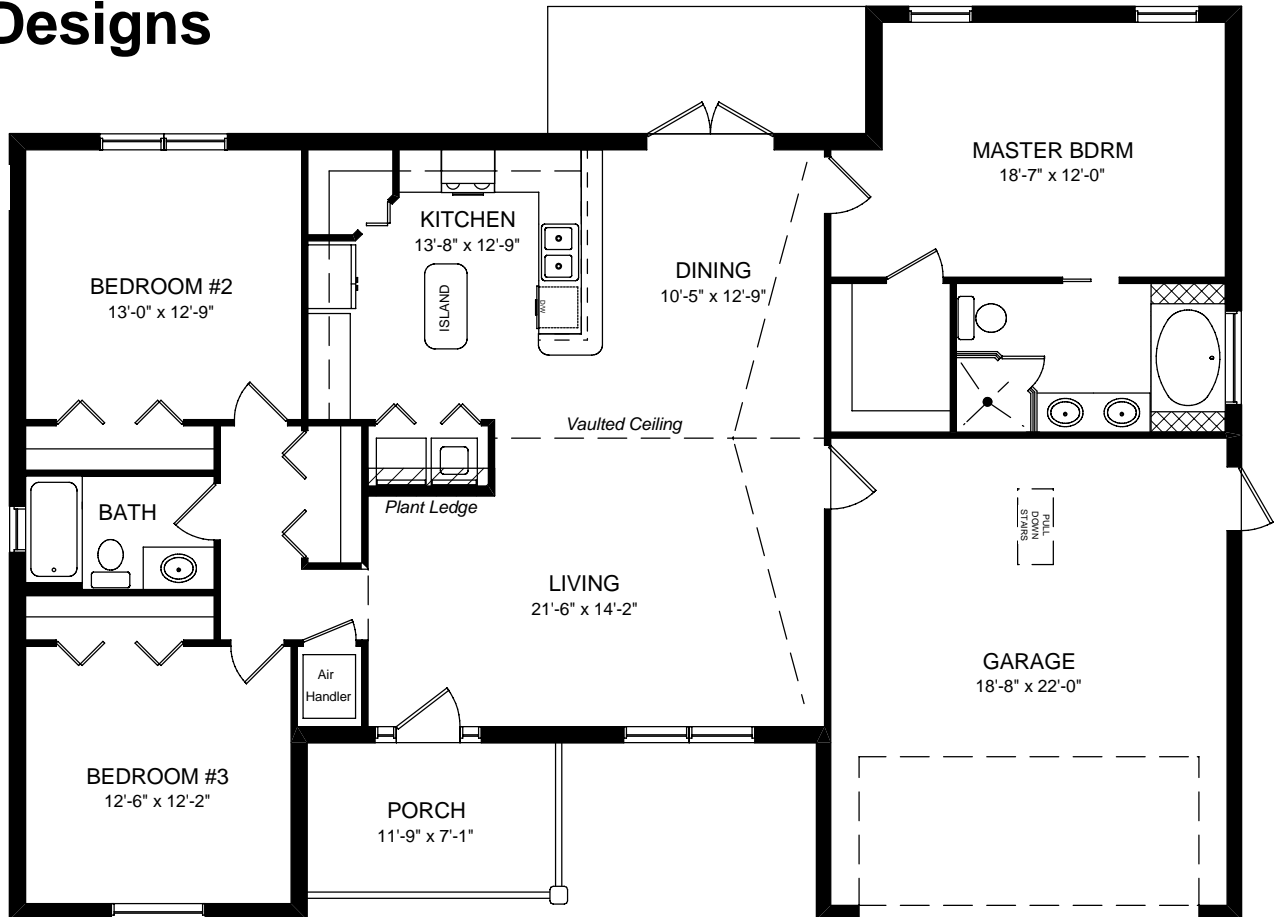 Designs
MASTER BDRM
18'-7" x 12'-0"
KITCHEN
13'-8" x 12'-9"
DINING
10'-5" x 12'-9"
BEDROOM #2
13'-0" x 12'-9"
ISLAND
D/W
Vaulted Ceiling
Plant Ledge
BATH
PULL
DOWN
STAIRS
LIVING
21'-6" x 14'-2"
GARAGE
18'-8" x 22'-0"
Air
Handler
BEDROOM #3
12'-6" x 12'-2"
PORCH
11'-9" x 7'-1"